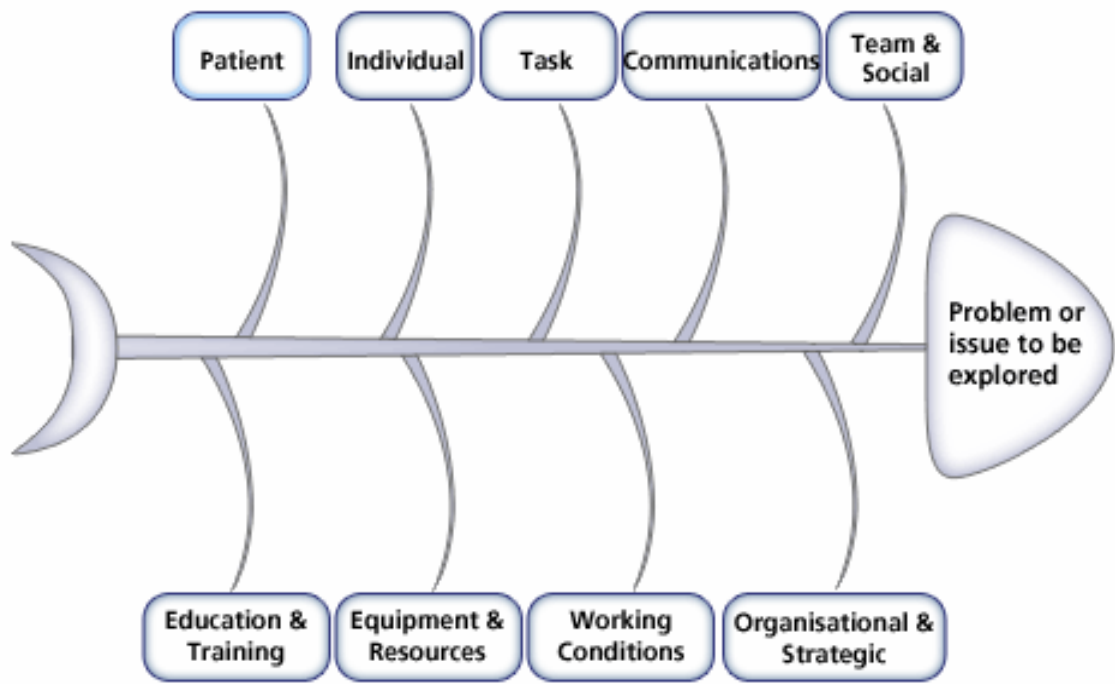 Patient
Individual
Task
Communications
Team &
Social
Problem or
issue to be
explored
Education &
Training
Equipment &
Resources
Working
Conditions
Organisational &
Strategic